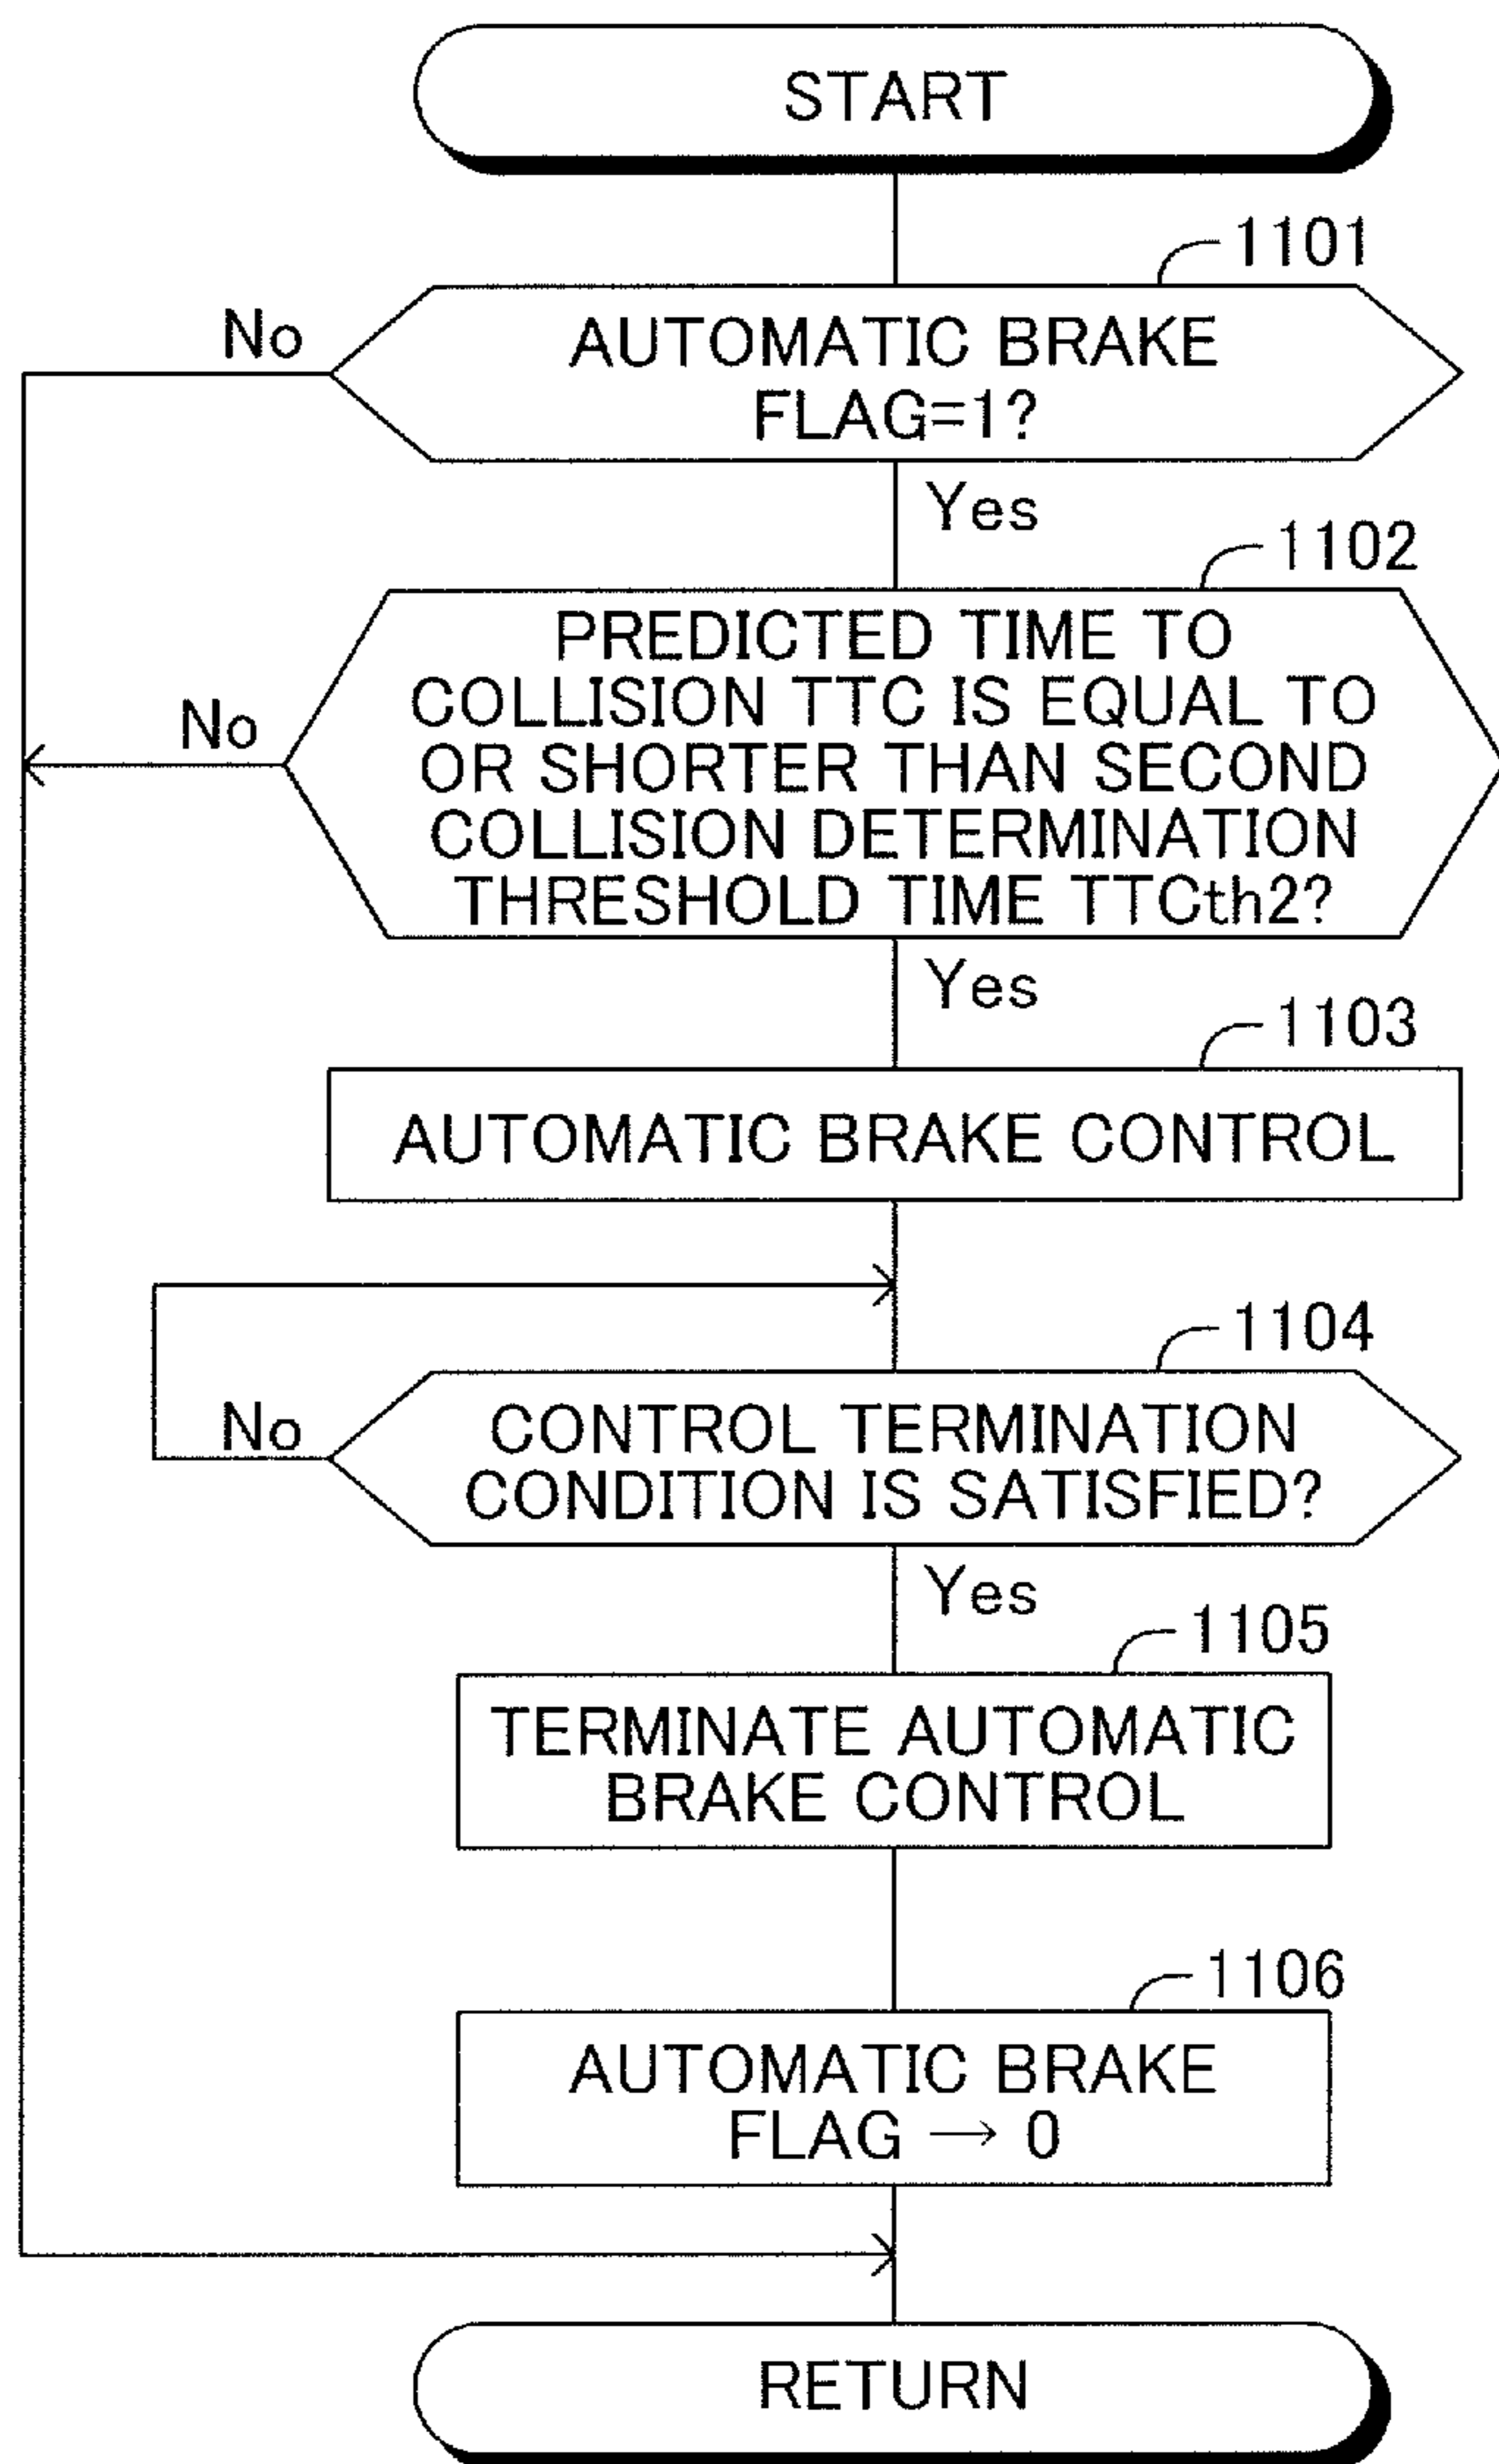 START
1101
No
AUTOMATIC BRAKE
FLAG=1?
Yes
1102
No
PREDICTED TIME TO
COLLISION TTC IS EQUAL TO
OR SHORTER THAN SECOND
COLLISION DETERMINATION
THRESHOLD TIME TTCth2?
Yes
1103
AUTOMATIC BRAKE CONTROL
1104
No
CONTROL TERMINATION
CONDITION IS SATISFIED?
Yes
1105
TERMINATE AUTOMATIC
BRAKE CONTROL
1106
AUTOMATIC BRAKE
FLAG → 0
RETURN